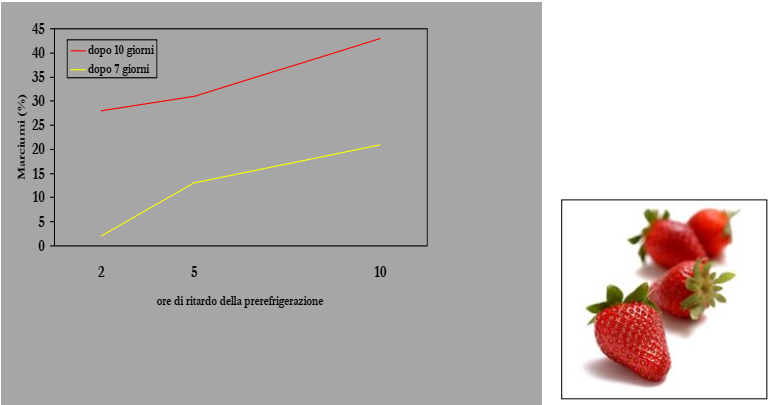 45
40
35
30
25
20
15
10
5
0
Marciumi (%)
dopo 10 giorni
dopo 7 giorni
2 5 10
ore di ritardo della prerefrigerazione